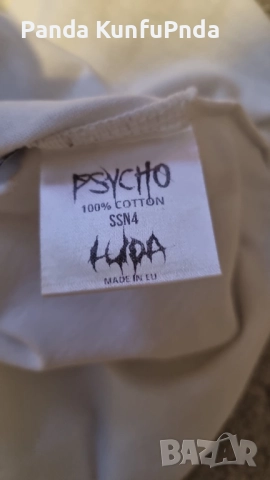 Panda KunfuPnda
PSYCHO
100% COTTON
SSN4
LUDA
MADE IN EU
BAZAR